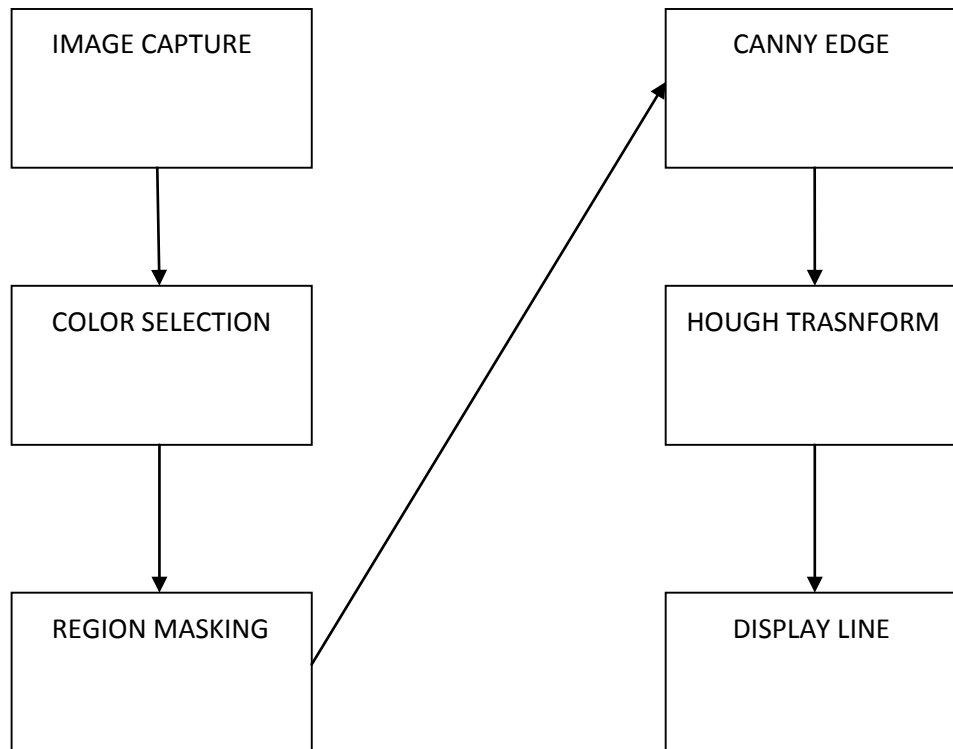 IMAGE CAPTURE
COLOR SELECTION
REGION MASKING
CANNY EDGE
HOUGH TRASNFORM
DISPLAY LINE